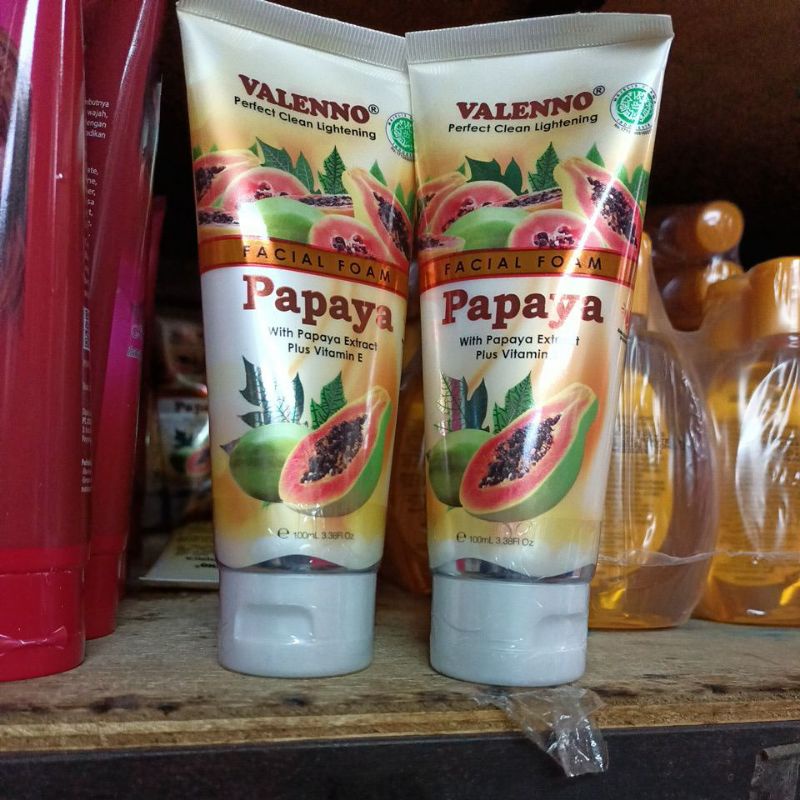 VALENNO®
Perfect Clean Lightening
FACIAL FOAM
Papaya
With Papaya Extract
Plus Vitamin E
℮ 100mL 3.38Fl Oz
VALENNO®
Perfect Clean Lightening
FACIAL FOAM
Papaya
With Papaya Extract
Plus Vitamin
℮ 100mL 3.38Fl Oz